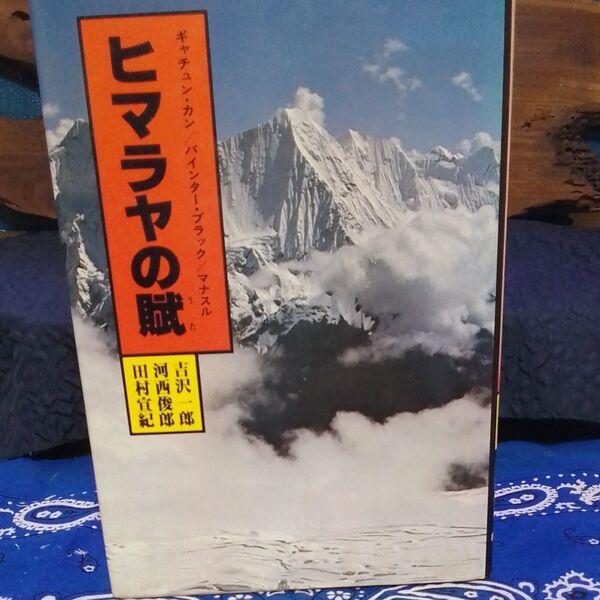 ギャチュン・カン／バインター・ブラック／マナスル
ヒマラヤの賦
うた
吉沢一郎
河西俊郎
田村宣紀